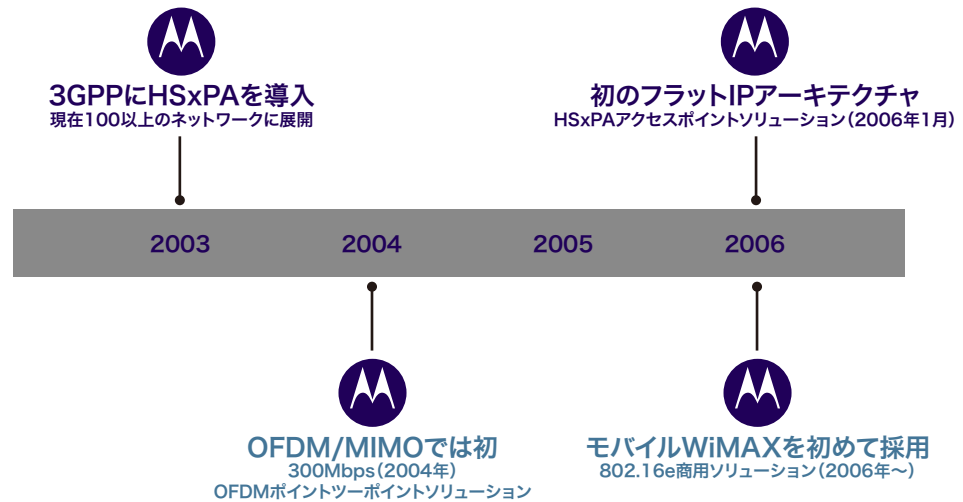 3GPPにHSxPAを導入
現在100以上のネットワークに展開
初のフラットIPアーキテクチャ
HSxPAアクセスポイントソリューション（2006年1月）
2003
2004
2005
2006
OFDM/MIMOでは初
300Mbps（2004年）
OFDMポイントツーポイントソリューション
モバイルWiMAXを初めて採用
802.16e商用ソリューション（2006年～）